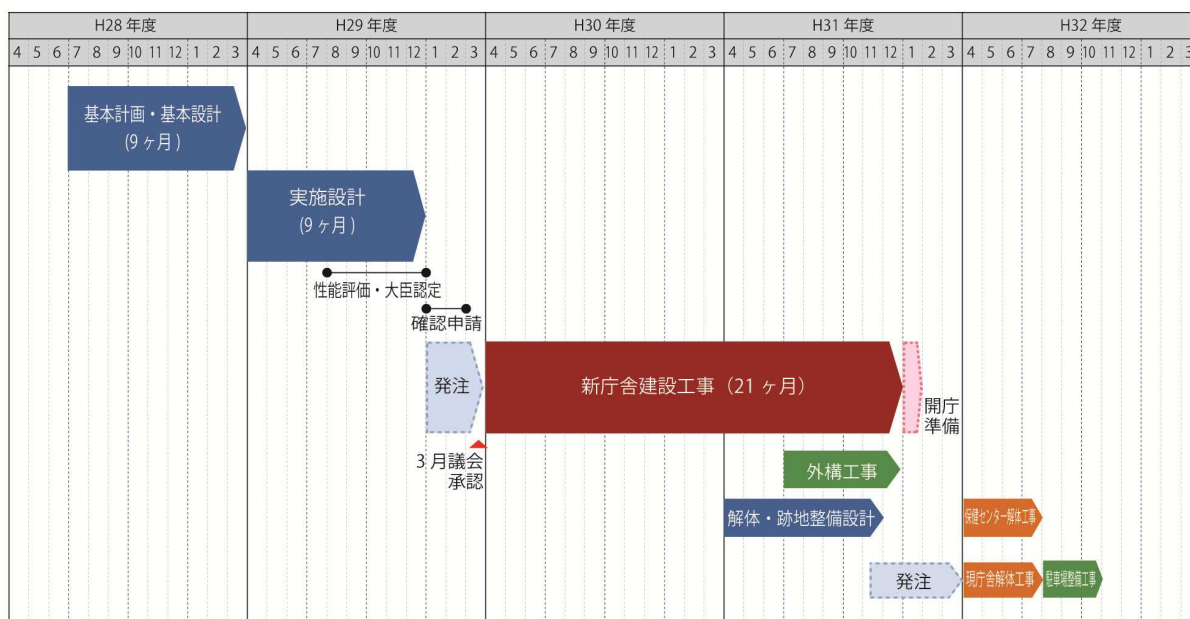 H28 年度 H29 年度 H30 年度 H31 年度 H32 年度
4 5 6 7 8 9 10 11 12 1 2 3 4 5 6 7 8 9 10 11 12 1 2 3 4 5 6 7 8 9 10 11 12 1 2 3 4 5 6 7 8 9 10 11 12 1 2 3 4 5 6 7 8 9 10 11 12 1 2 3
基本計画・基本設計
(9 ヶ月 )
実施設計
(9 ヶ月 )
性能評価・大臣認定
確認申請
発注
新庁舎建設工事（21 ヶ月）
開庁
準備
3 月議会
承認
外構工事
解体・跡地整備設計
保健センター解体工事
発注
現庁舎解体工事
駐車場整備工事